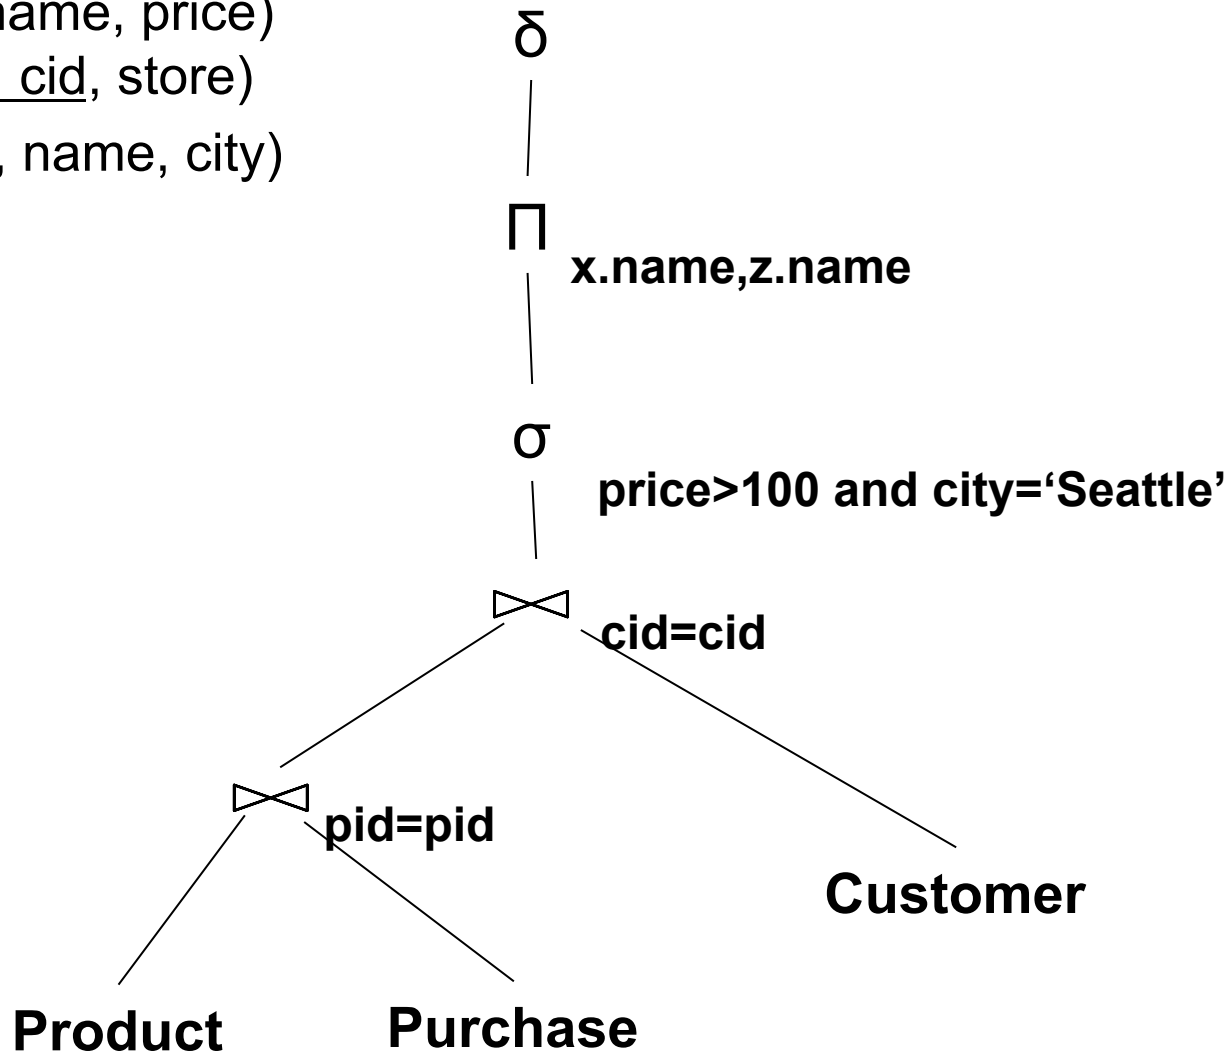 name, price)
cid, store)
, name, city)
δ
Π
x.name,z.name
σ
price>100 and city=‘Seattle’
cid=cid
pid=pid
Customer
Product
Purchase